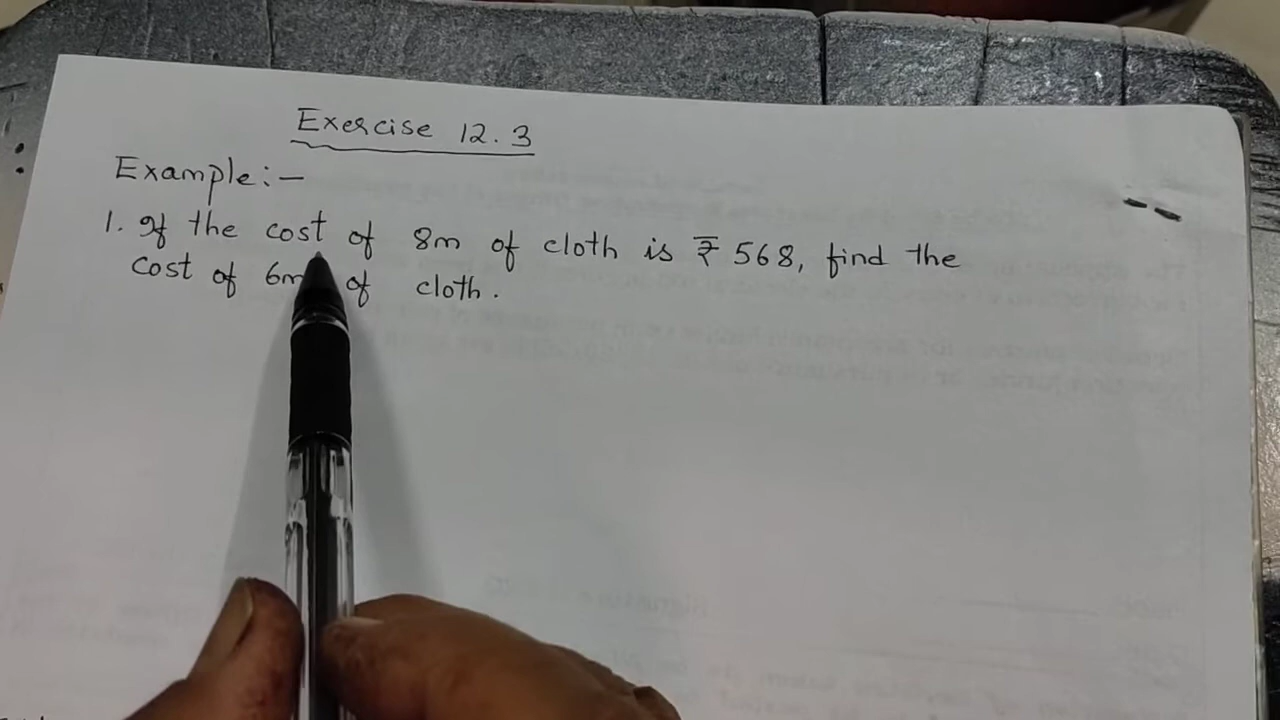 Exercise 12.3
Example:-
1. If the cost of 8m of cloth is ₹ 568, find the
cost of 6m of cloth.